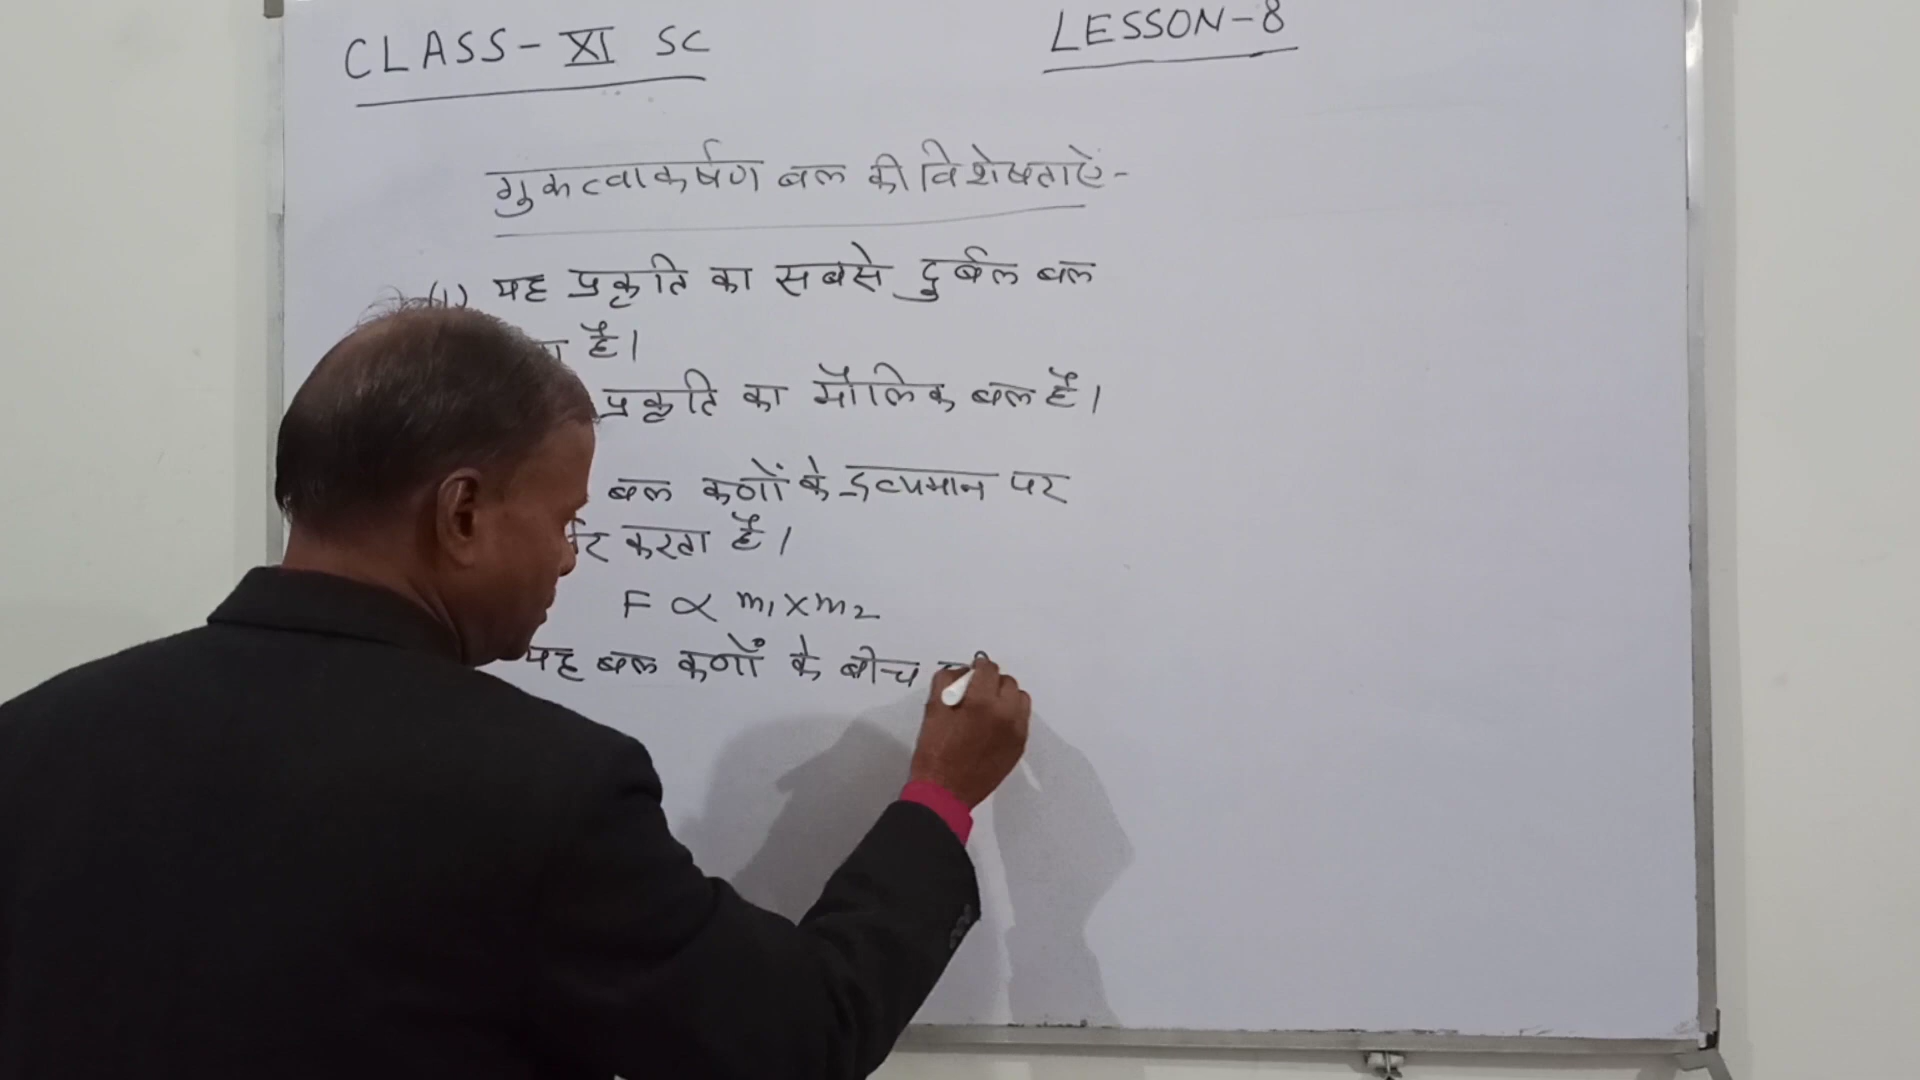 CLASS-XI SC
LESSON-8
गुरुत्वाकर्षण बल की विशेषताऐं-
(1) यह प्रकृति का सबसे दुर्बल बल
है।
प्रकृति का मौलिक बल है।
बल कणों के द्रव्यमान पर
करता है।
F ∝ m₁×m₂
यह बल कणों के बीच